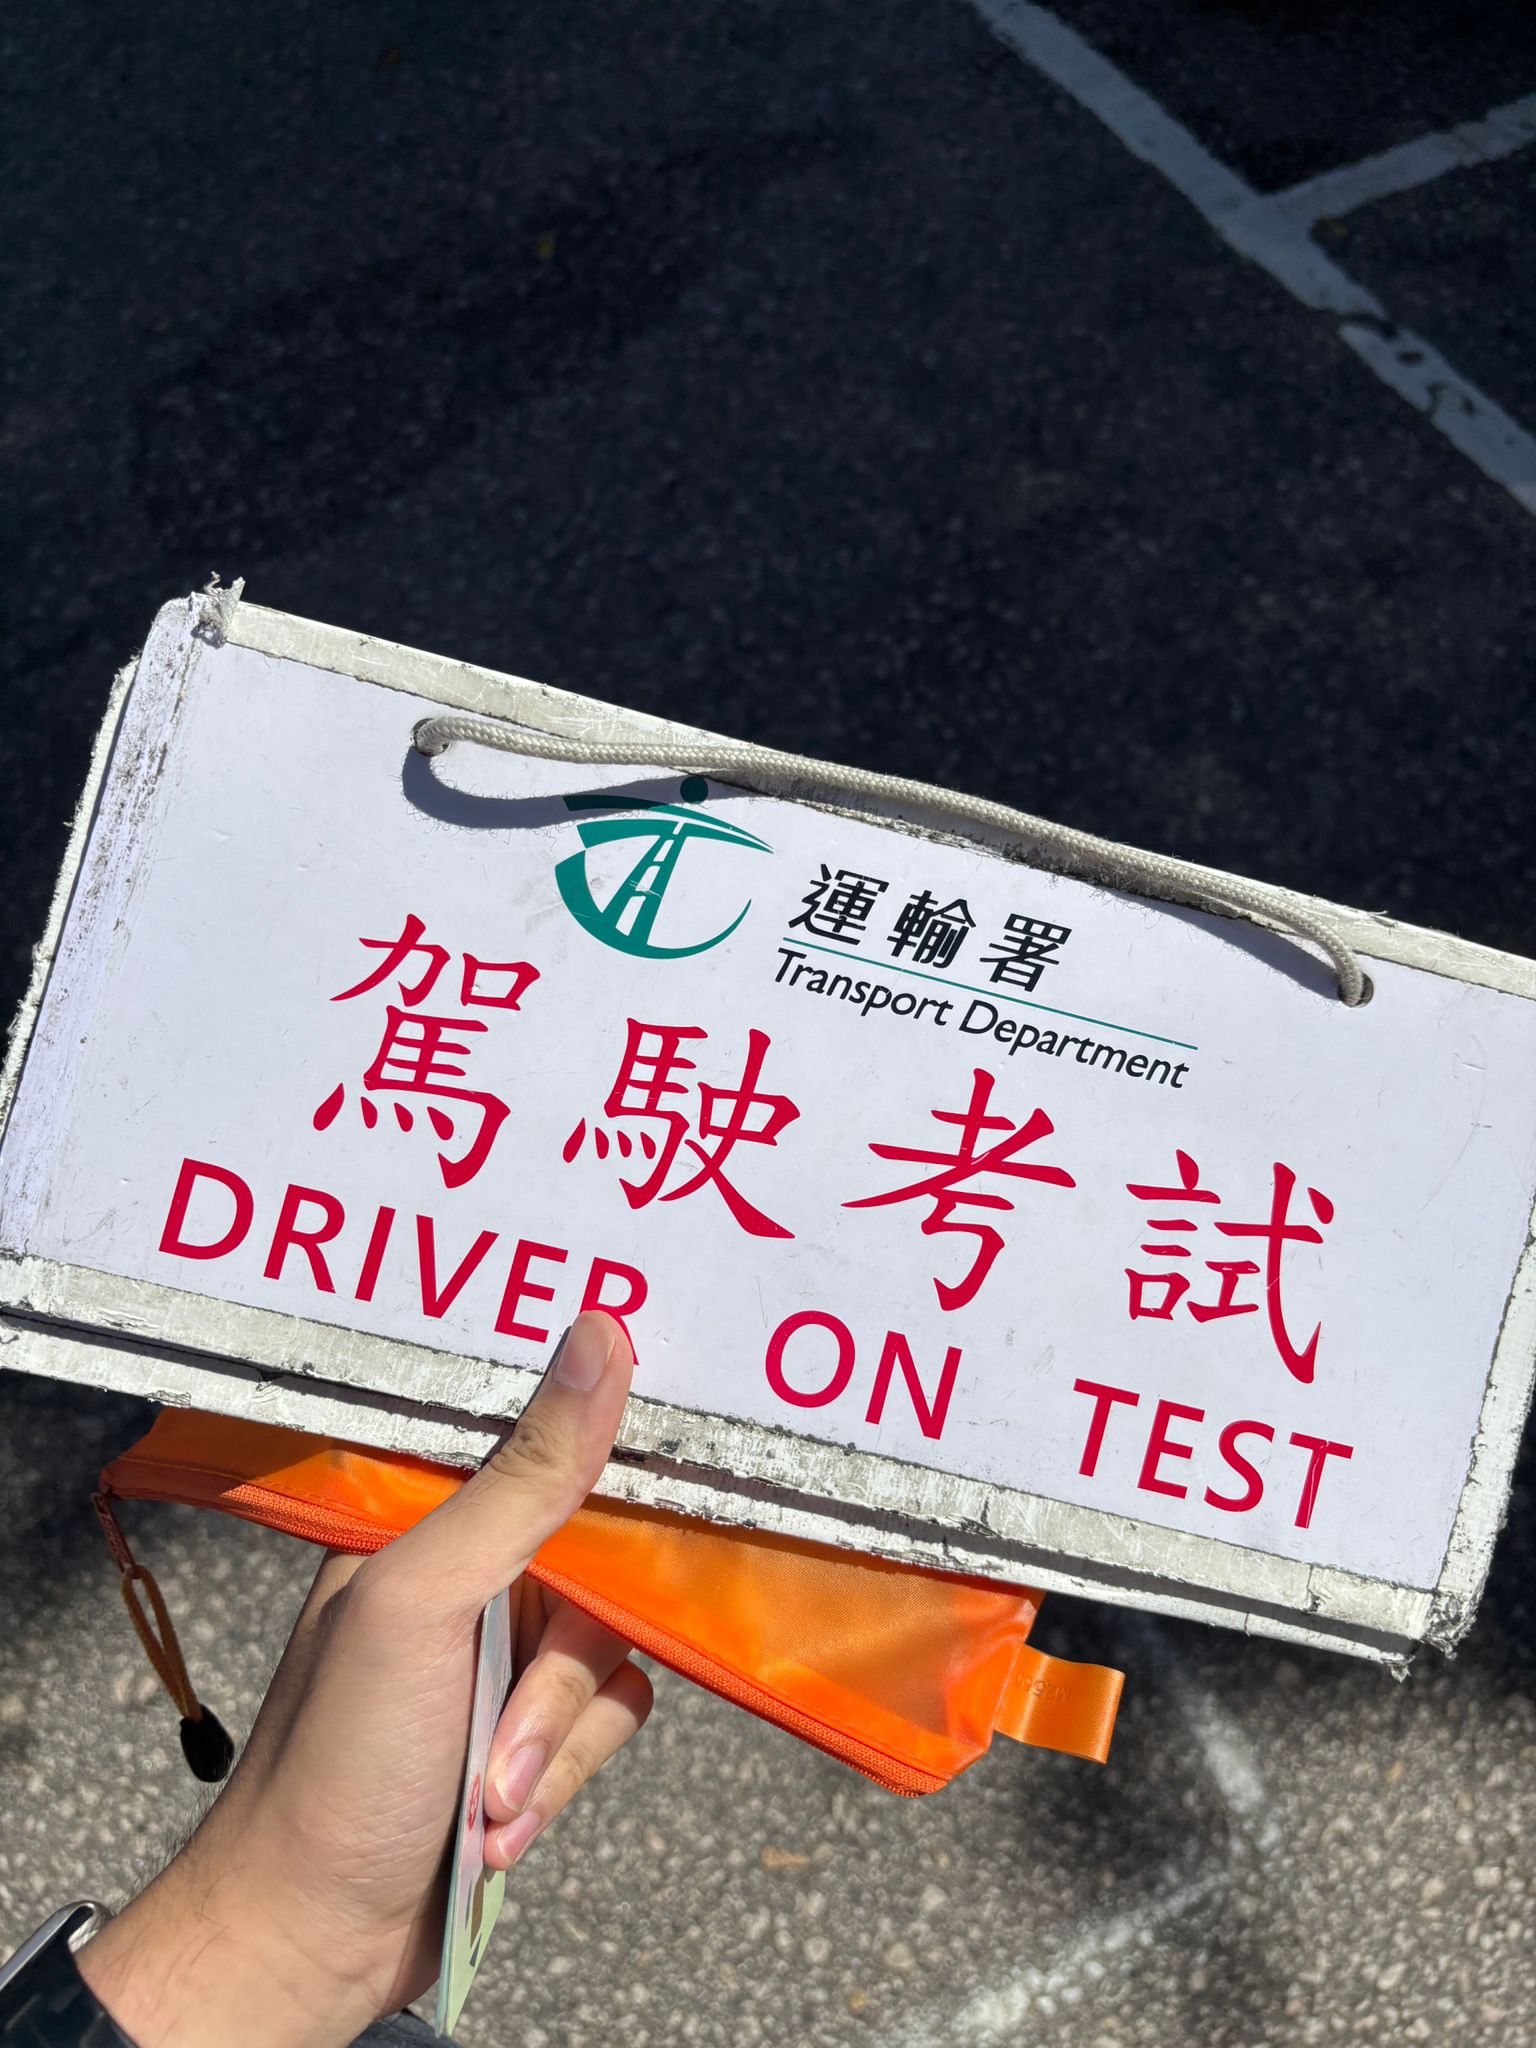 運輸署
Transport Department
駕駛考試
DRIVER ON TEST